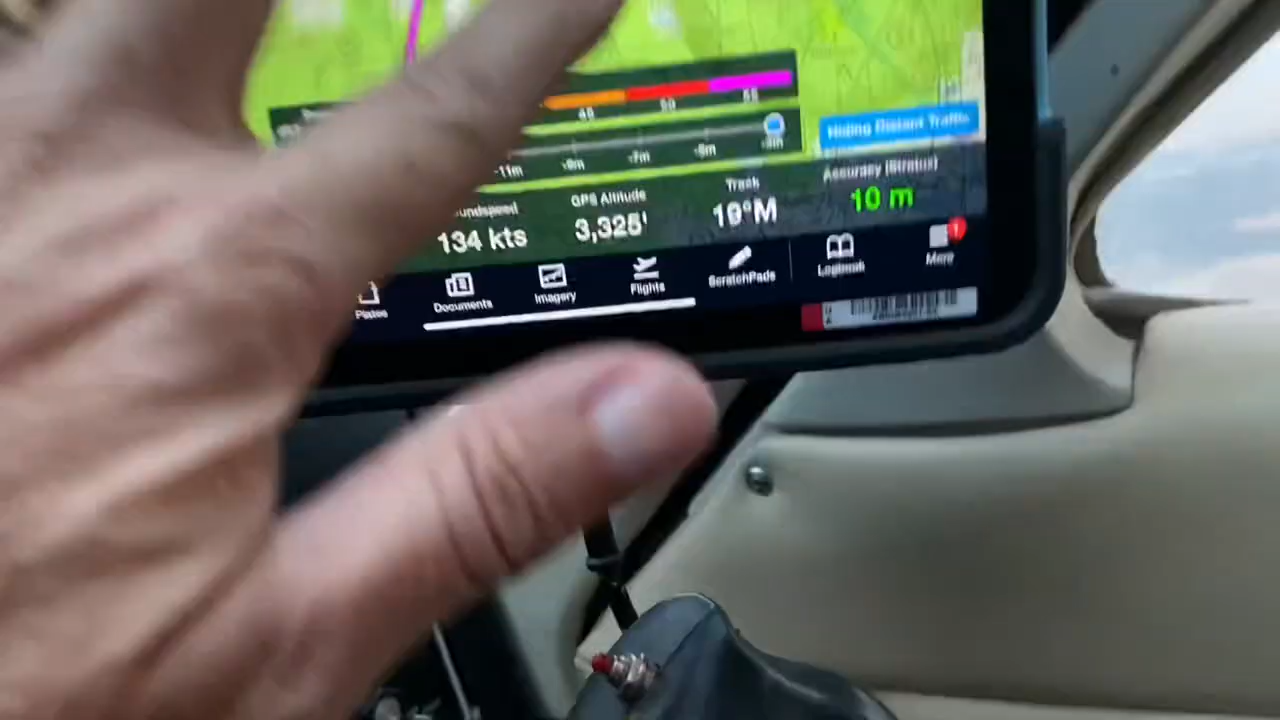 45 50 55
Hiding Distant Traffic
-11m -9m -7m -5m -3m
GPS Altitude Track Accuracy (Stratus)
134 kts 3,325' 19°M 10 m
Plates Documents Imagery Flights ScratchPads Logbook More 1